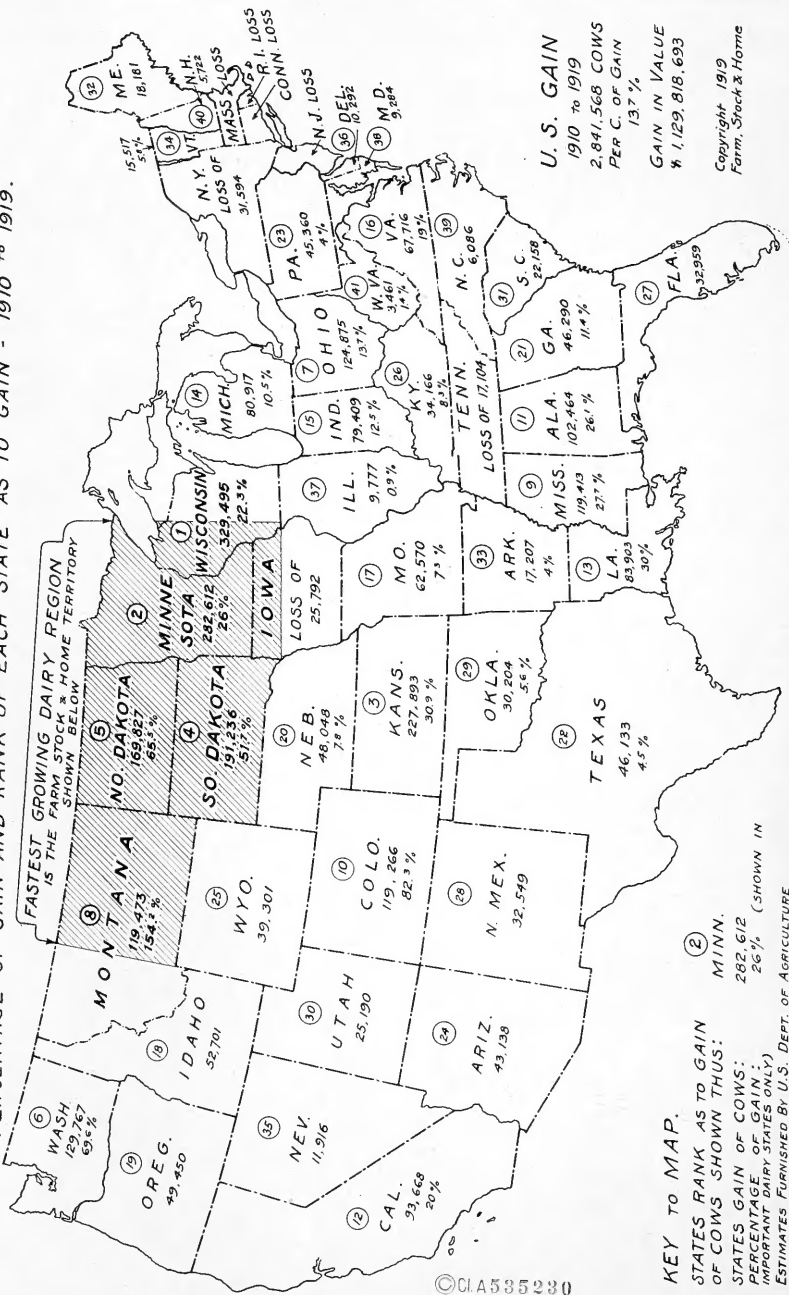 PERCENTAGE OF GAIN AND RANK OF EACH STATE AS TO GAIN - 1910 TO 1919.
FASTEST GROWING DAIRY REGION
IS THE FARM STOCK & HOME TERRITORY
SHOWN BELOW
6
WASH.
129,767
69.6%
19
OREG.
49,450
12
CAL.
93,668
20%
35
NEV.
11,916
18
IDAHO
52,701
8
MONTANA
119,473
154.2%
25
WYO.
39,301
30
UTAH
25,190
24
ARIZ.
43,138
10
COLO.
119,266
82.3%
28
N. MEX.
32,549
5
NO. DAKOTA
169,827
65.5%
4
SO. DAKOTA
191,236
51.7%
20
NEB.
48,048
7.8%
3
KANS.
227,893
30.9%
29
OKLA.
30,204
5.6%
22
TEXAS
46,133
4.5%
2
MINNE
SOTA
282,612
26%
IOWA
LOSS OF
25,792
17
MO.
62,570
7.3%
33
ARK.
17,207
4%
13
LA.
83,903
30%
1
WISCONSIN
329,495
22.3%
37
ILL.
9,777
0.9%
14
MICH.
80,917
10.5%
15
IND.
79,409
12.5%
7
OHIO
124,875
13.7%
26
KY.
34,166
8.3%
TENN.
LOSS OF 17,104
9
MISS.
119,413
27.7%
11
ALA.
102,464
26.1%
21
GA.
46,290
11.4%
27
FLA.
32,959
31
S.C.
22,158
39
N.C.
6,086
16
VA.
67,716
19%
41
W. VA.
3,461
1.4%
23
PA.
45,360
4%
N.Y.
LOSS OF
31,594
15,517
5.8%
34
VT.
40
N.H.
5,722
32
ME.
18,181
MASS. LOSS
R.I. LOSS
CONN. LOSS
N.J. LOSS
36
DEL.
10,292
38
MD.
9,284
U.S. GAIN
1910 TO 1919
2,841,568 COWS
PER C. OF GAIN
13.7%
GAIN IN VALUE
$ 1,129,818,693
Copyright 1919
Farm, Stock & Home
KEY TO MAP.
STATES RANK AS TO GAIN
OF COWS SHOWN THUS: 2 MINN.
STATES GAIN OF COWS: 282,612
PERCENTAGE OF GAIN: 26% (SHOWN IN
IMPORTANT DAIRY STATES ONLY)
ESTIMATES FURNISHED BY U.S. DEPT. OF AGRICULTURE
©CLA535230